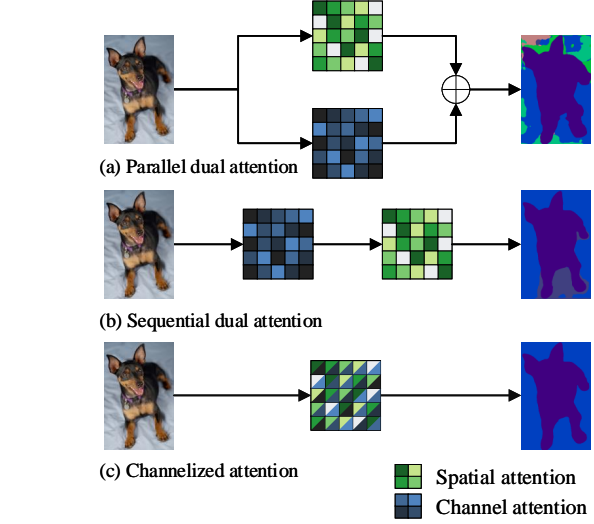 (a) Parallel dual attention
(b) Sequential dual attention
(c) Channelized attention
Spatial attention
Channel attention